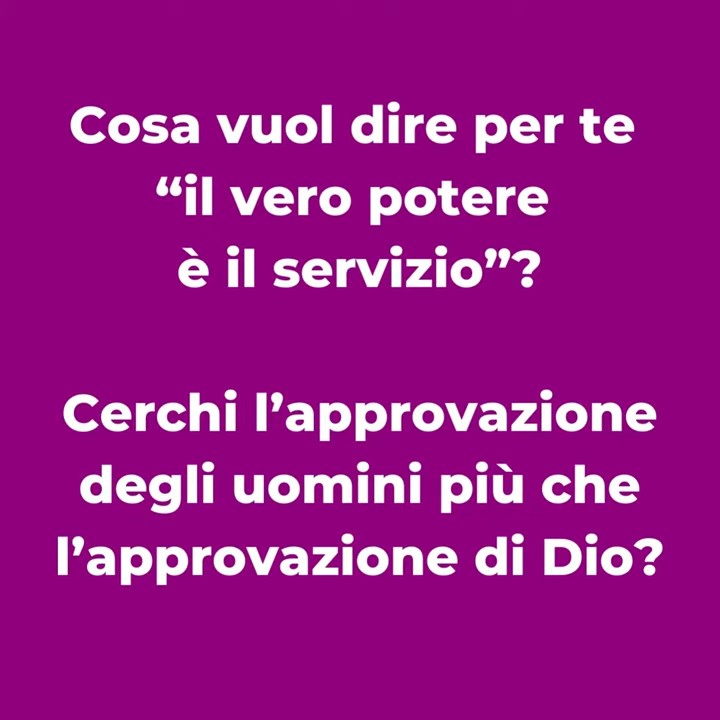 Cosa vuol dire per te
“il vero potere
è il servizio”?
Cerchi l’approvazione
degli uomini più che
l’approvazione di Dio?